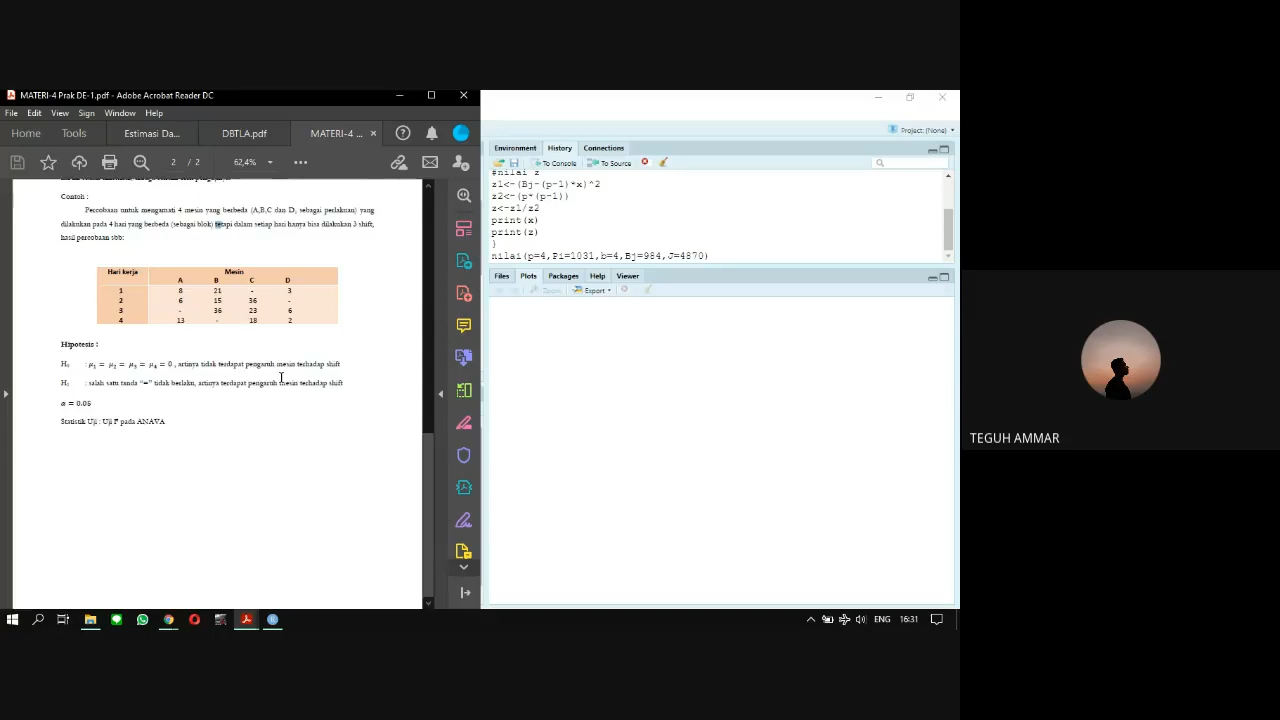 MATERI-4 Prak DE-1.pdf - Adobe Acrobat Reader DC
File Edit View Sign Window Help
Home Tools Estimasi Da... DBTLA.pdf MATERI-4 ... ×
2 / 2 62,4%
Contoh :
Percobaan untuk mengamati 4 mesin yang berbeda (A,B,C dan D, sebagai perlakuan) yang
dilakukan pada 4 hari yang berbeda (sebagai blok) tetapi dalam setiap hari hanya bisa dilakukan 3 shift,
hasil percobaan sbb:
Hari kerja Mesin
A B C D
1 8 21 - 3
2 6 15 36 -
3 - 36 23 6
4 13 - 18 2
Hipotesis :
H₀ : μ₁ = μ₂ = μ₃ = μ₄ = 0 , artinya tidak terdapat pengaruh mesin terhadap shift
H₁ : salah satu tanda "=" tidak berlaku, artinya terdapat pengaruh mesin terhadap shift
α = 0.05
Statistik Uji : Uji F pada ANAVA
Project: (None)
Environment History Connections
To Console To Source
#nilai z
z1<-(Bj-(p-1)*x)^2
z2<-(p*(p-1))
z<-z1/z2
print(x)
print(z)
}
nilai(p=4,Pi=1031,b=4,Bj=984,J=4870)
Files Plots Packages Help Viewer
Zoom Export
TEGUH AMMAR
ENG 16:31